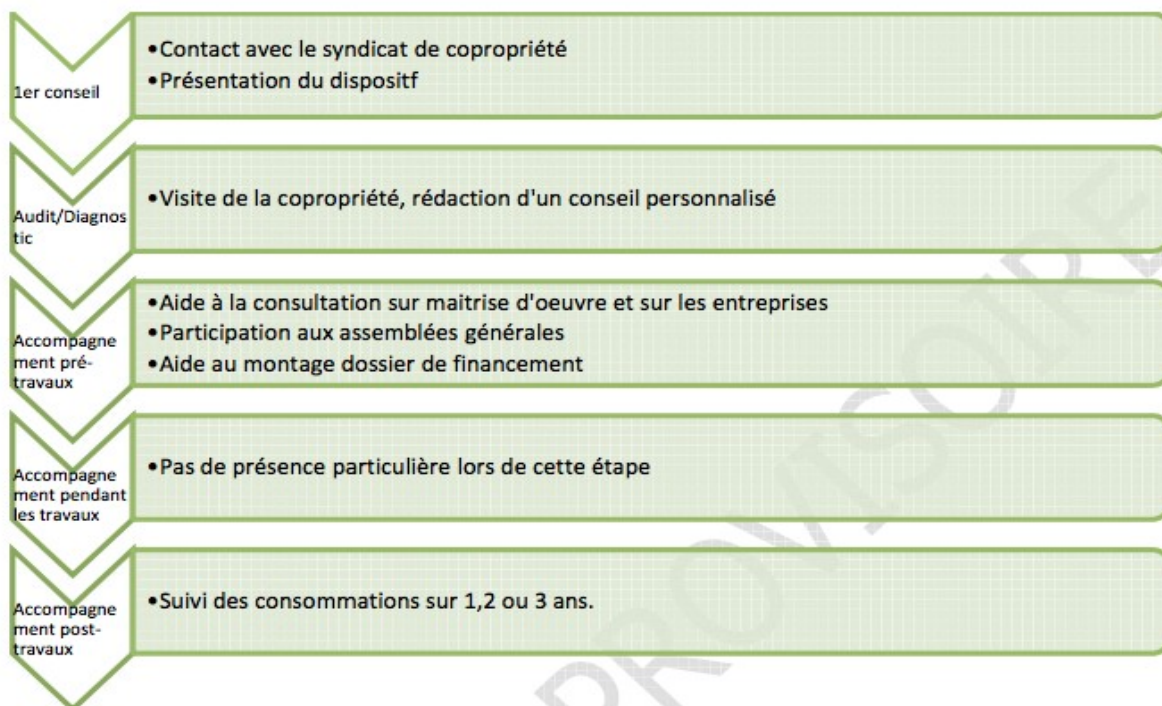 1er conseil
•Contact avec le syndicat de copropriété
•Présentation du dispositf
Audit/Diagnos
tic
•Visite de la copropriété, rédaction d'un conseil personnalisé
Accompagne
ment pré-
travaux
•Aide à la consultation sur maitrise d'oeuvre et sur les entreprises
•Participation aux assemblées générales
•Aide au montage dossier de financement
Accompagne
ment pendant
les travaux
•Pas de présence particulière lors de cette étape
Accompagne
ment post-
travaux
•Suivi des consommations sur 1,2 ou 3 ans.
PROVISOIRE